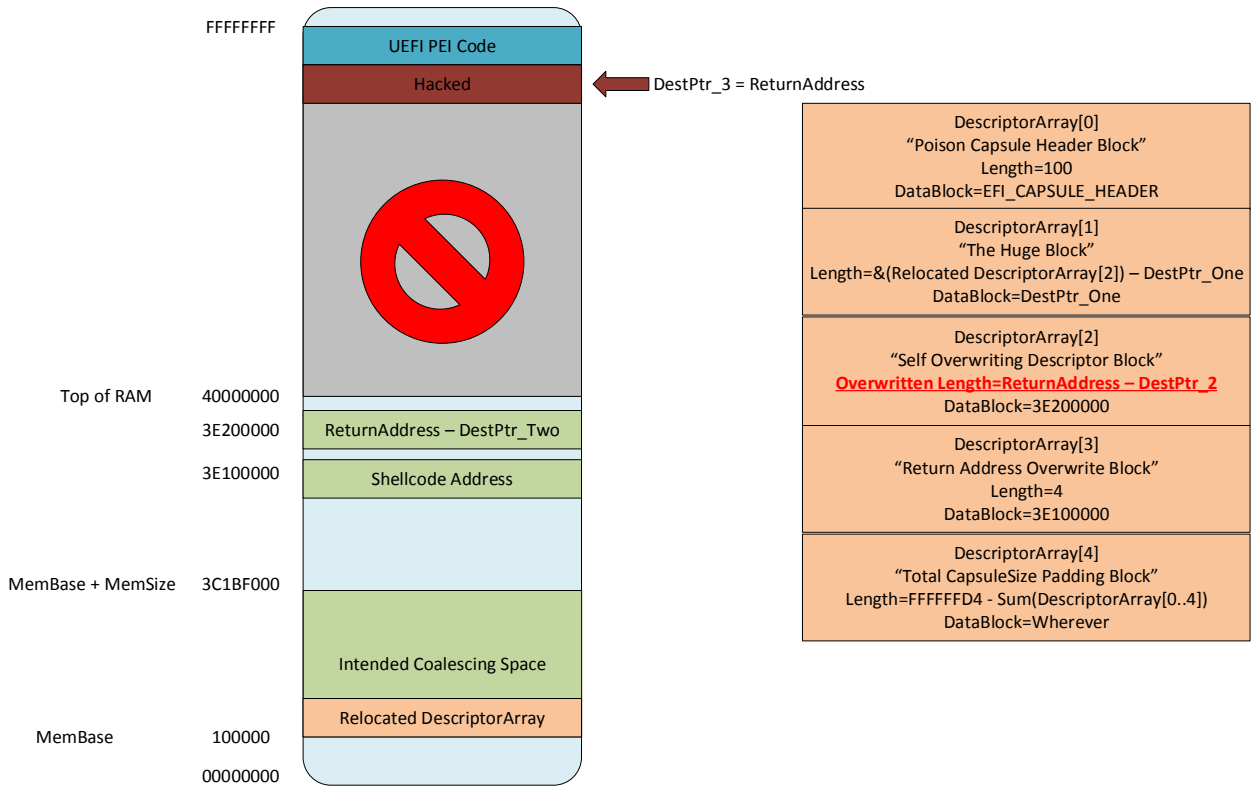 FFFFFFFF
UEFI PEI Code
Hacked
DestPtr_3 = ReturnAddress
Top of RAM 40000000
3E200000 ReturnAddress – DestPtr_Two
3E100000 Shellcode Address
MemBase + MemSize 3C1BF000
Intended Coalescing Space
Relocated DescriptorArray
MemBase 100000
00000000
DescriptorArray[0]
“Poison Capsule Header Block”
Length=100
DataBlock=EFI_CAPSULE_HEADER
DescriptorArray[1]
“The Huge Block”
Length=&(Relocated DescriptorArray[2]) – DestPtr_One
DataBlock=DestPtr_One
DescriptorArray[2]
“Self Overwriting Descriptor Block”
Overwritten Length=ReturnAddress – DestPtr_2
DataBlock=3E200000
DescriptorArray[3]
“Return Address Overwrite Block”
Length=4
DataBlock=3E100000
DescriptorArray[4]
“Total CapsuleSize Padding Block”
Length=FFFFFFD4 - Sum(DescriptorArray[0..4])
DataBlock=Wherever